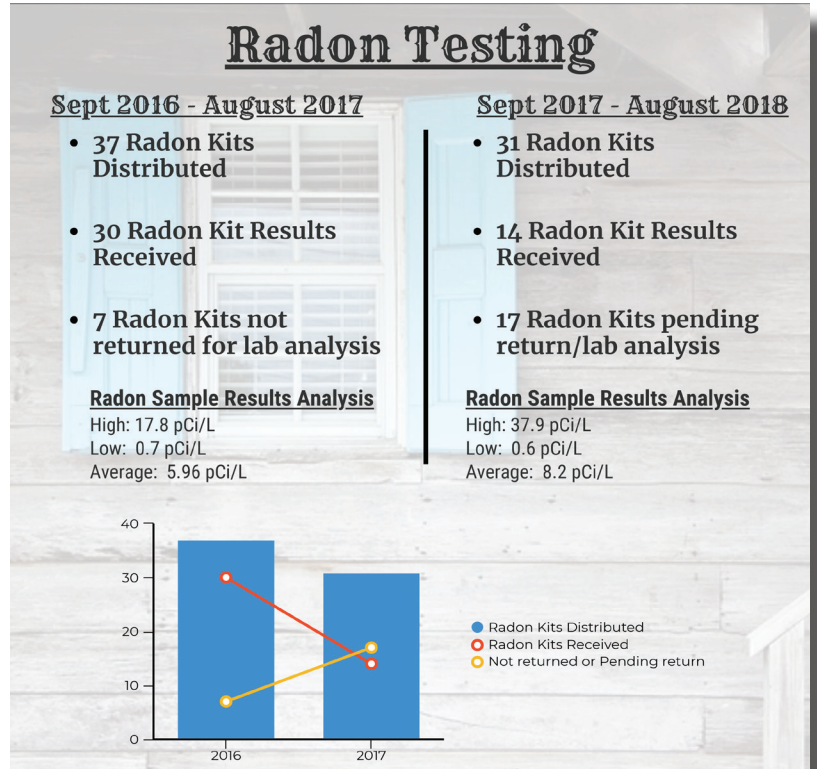 Radon Testing
Sept 2016 - August 2017
• 37 Radon Kits
Distributed
• 30 Radon Kit Results
Received
• 7 Radon Kits not
returned for lab analysis
Radon Sample Results Analysis
High: 17.8 pCi/L
Low: 0.7 pCi/L
Average: 5.96 pCi/L
Sept 2017 - August 2018
• 31 Radon Kits
Distributed
• 14 Radon Kit Results
Received
• 17 Radon Kits pending
return/lab analysis
Radon Sample Results Analysis
High: 37.9 pCi/L
Low: 0.6 pCi/L
Average: 8.2 pCi/L
40
30
20
10
0
2016
2017
Radon Kits Distributed
Radon Kits Received
Not returned or Pending return